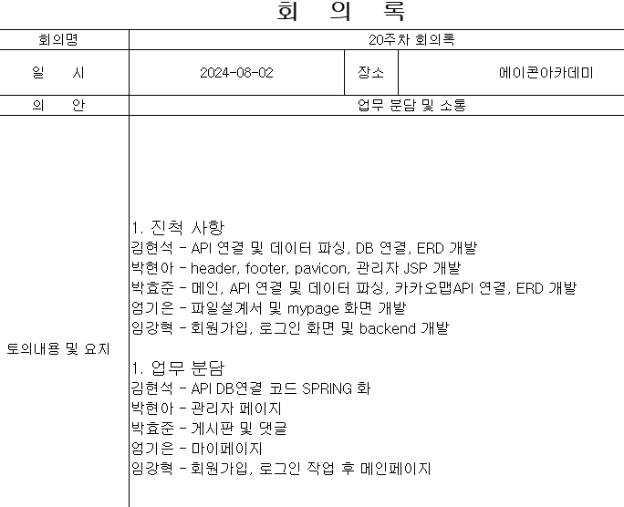 회 의 록
회의명 20주차 회의록
일 시 2024-08-02 장소 에이콘아카데미
의 안 업무 분담 및 소통
토의내용 및 요지
1. 진척 사항
김현석 - API 연결 및 데이터 파싱, DB 연결, ERD 개발
박현아 - header, footer, pavicon, 관리자 JSP 개발
박효준 - 메인, API 연결 및 데이터 파싱, 카카오맵API 연결, ERD 개발
엄기은 - 파일설계서 및 mypage 화면 개발
임강혁 - 회원가입, 로그인 화면 및 backend 개발
1. 업무 분담
김현석 - API DB연결 코드 SPRING 화
박현아 - 관리자 페이지
박효준 - 게시판 및 댓글
엄기은 - 마이페이지
임강혁 - 회원가입, 로그인 작업 후 메인페이지